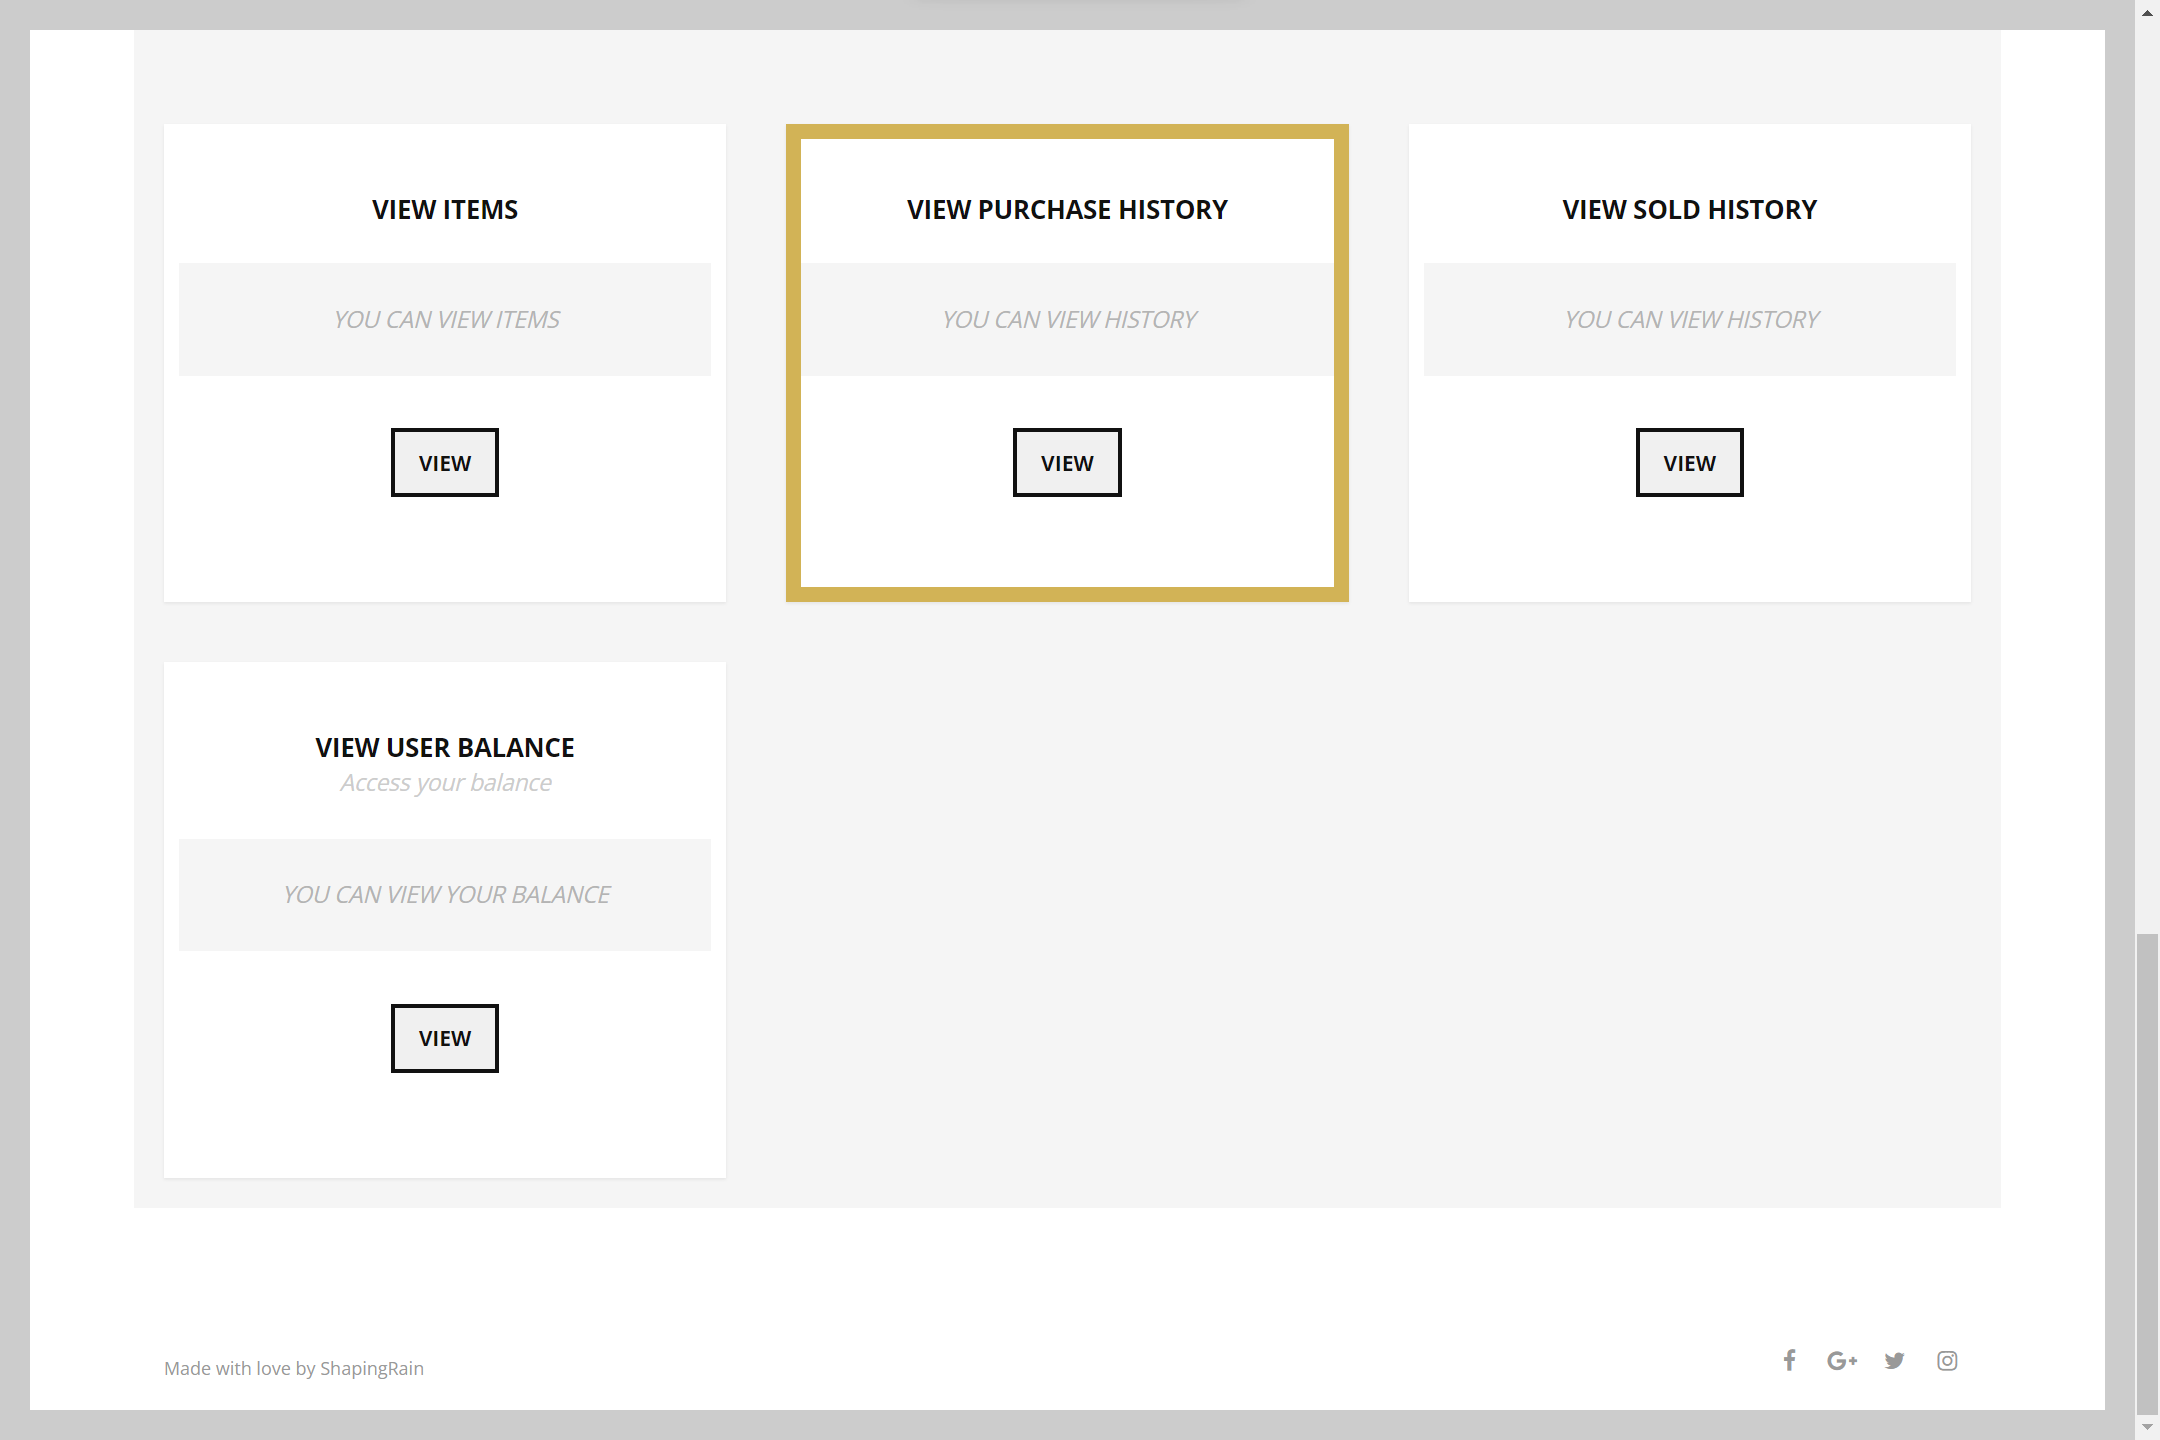 VIEW ITEMS
YOU CAN VIEW ITEMS
VIEW
VIEW PURCHASE HISTORY
YOU CAN VIEW HISTORY
VIEW
VIEW SOLD HISTORY
YOU CAN VIEW HISTORY
VIEW
VIEW USER BALANCE
Access your balance
YOU CAN VIEW YOUR BALANCE
VIEW
Made with love by ShapingRain